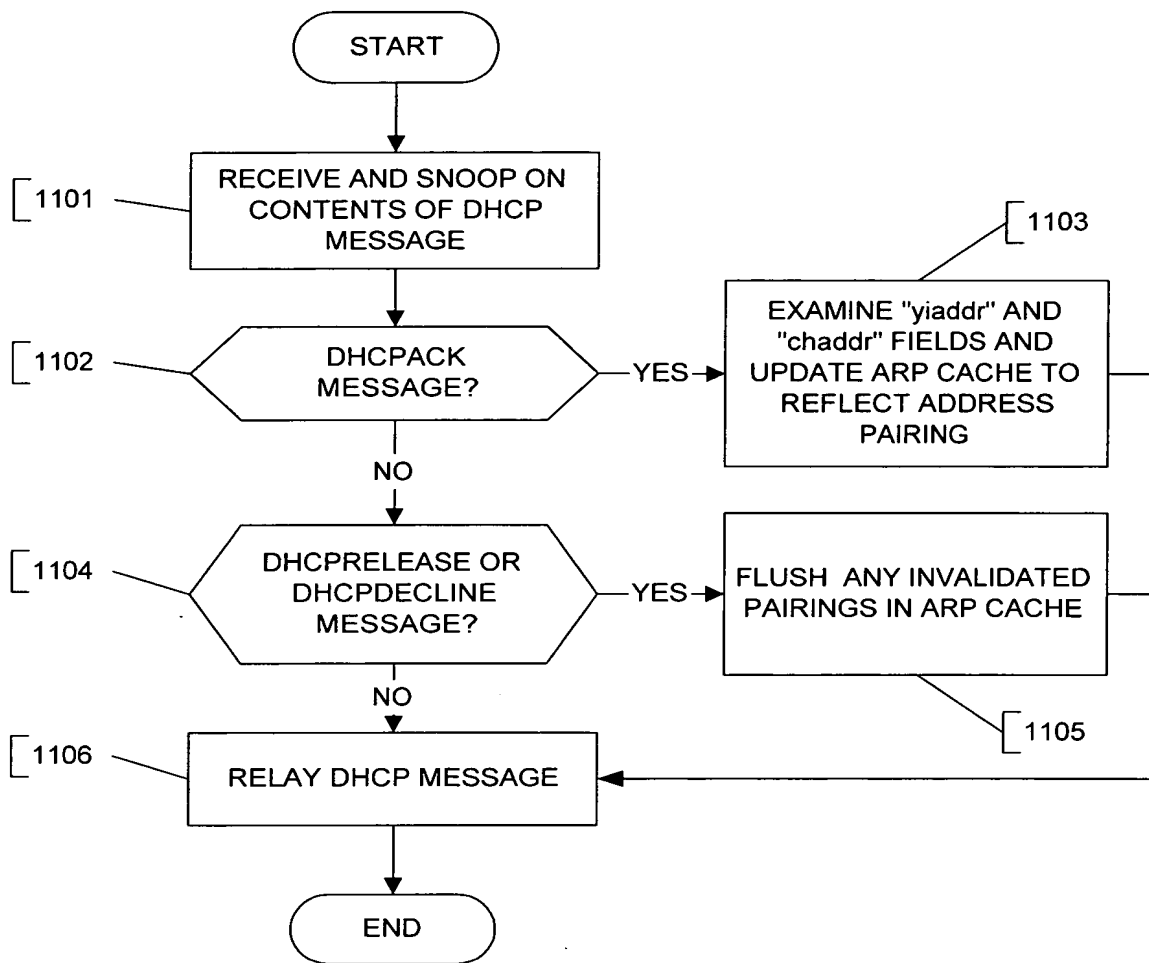 START
1101
RECEIVE AND SNOOP ON
CONTENTS OF DHCP
MESSAGE
1102
DHCPACK
MESSAGE?
YES
1103
EXAMINE "yiaddr" AND
"chaddr" FIELDS AND
UPDATE ARP CACHE TO
REFLECT ADDRESS
PAIRING
NO
1104
DHCPRELEASE OR
DHCPDECLINE
MESSAGE?
YES
FLUSH ANY INVALIDATED
PAIRINGS IN ARP CACHE
1105
NO
1106
RELAY DHCP MESSAGE
END